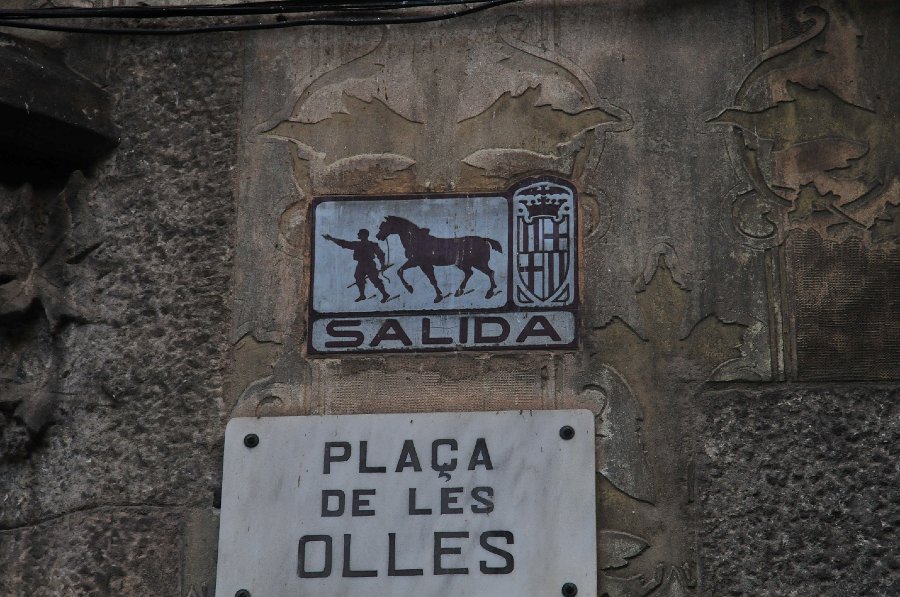 SALIDA
PLAÇA
DE LES
OLLES